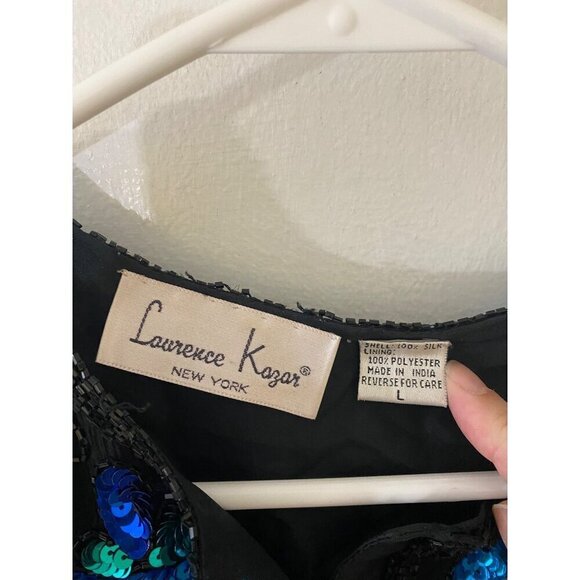 Laurence Kazar®
NEW YORK
SHELL: 100% SILK
LINING:
100% POLYESTER
MADE IN INDIA
REVERSE FOR CARE
L